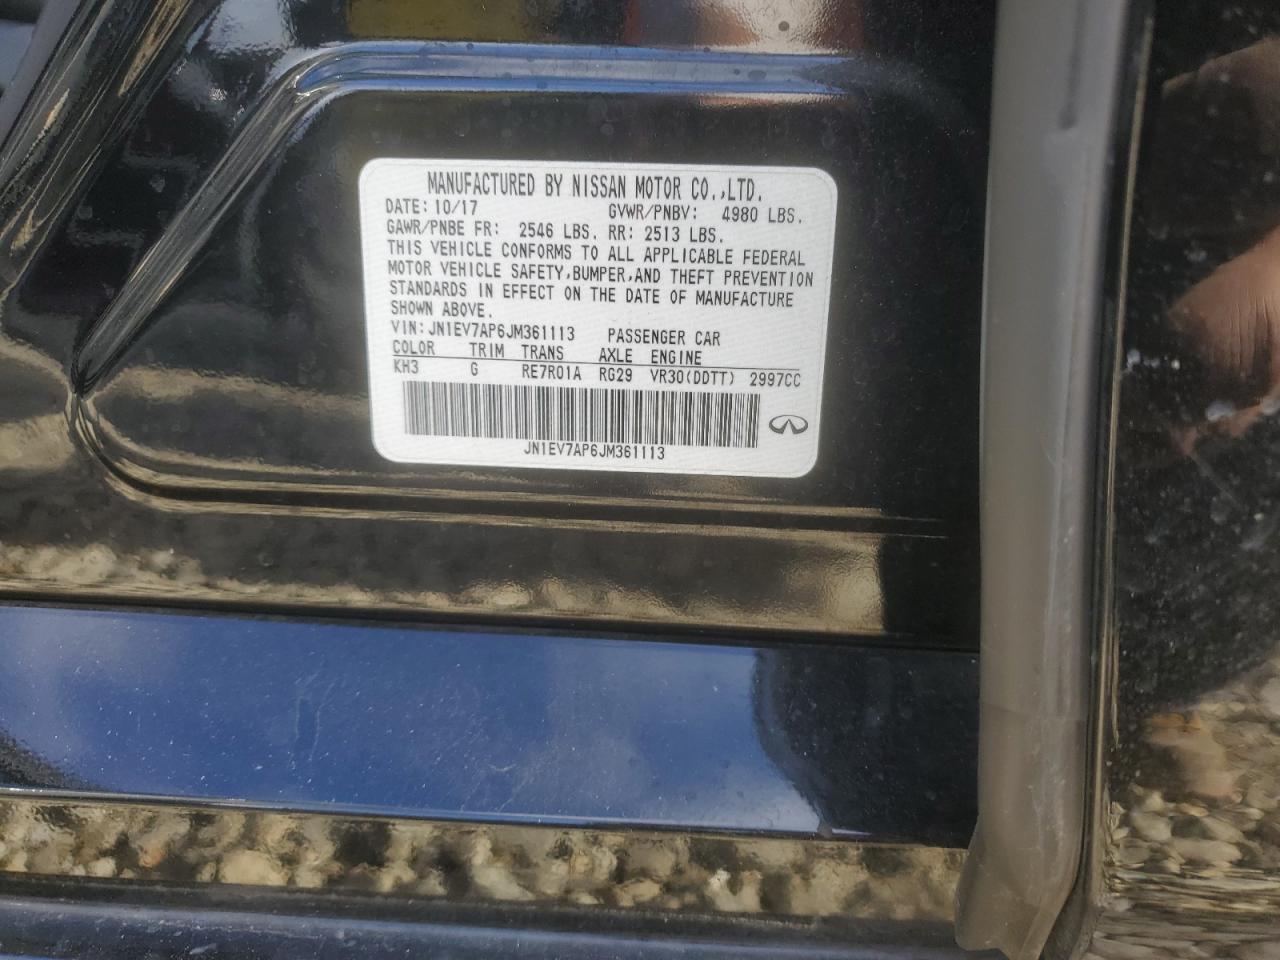 MANUFACTURED BY NISSAN MOTOR CO.,LTD.
DATE: 10/17 GVWR/PNBV: 4980 LBS.
GAWR/PNBE FR: 2546 LBS. RR: 2513 LBS.
THIS VEHICLE CONFORMS TO ALL APPLICABLE FEDERAL
MOTOR VEHICLE SAFETY,BUMPER,AND THEFT PREVENTION
STANDARDS IN EFFECT ON THE DATE OF MANUFACTURE
SHOWN ABOVE.
VIN: JN1EV7AP6JM361113 PASSENGER CAR
COLOR TRIM TRANS AXLE ENGINE
KH3 G RE7R01A RG29 VR30(DDTT) 2997CC
JN1EV7AP6JM361113